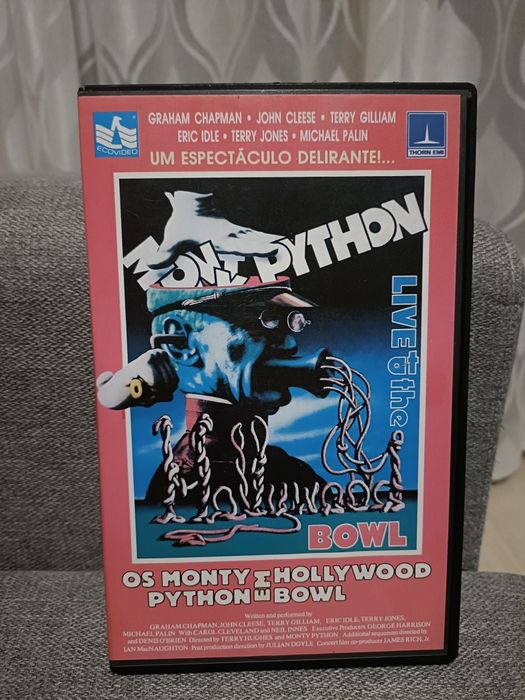 GRAHAM CHAPMAN • JOHN CLEESE • TERRY GILLIAM
ERIC IDLE • TERRY JONES • MICHAEL PALIN
UM ESPECTÁCULO DELIRANTE!...
ECOVIDEO
THORN EMI
MONTY PYTHON
LIVE at the
Hollywood
BOWL
OS MONTY PYTHON EM HOLLYWOOD BOWL
Written and performed by
GRAHAM CHAPMAN, JOHN CLEESE, TERRY GILLIAM, ERIC IDLE, TERRY JONES,
MICHAEL PALIN With CAROL CLEVELAND and NEIL INNES Executive Producers GEORGE HARRISON
and DENIS O'BRIEN Directed by TERRY HUGHES and MONTY PYTHON Additional sequences directed by
IAN MacNAUGHTON Post production direction by JULIAN DOYLE Concert film co-producer JAMES RICH, Jr.